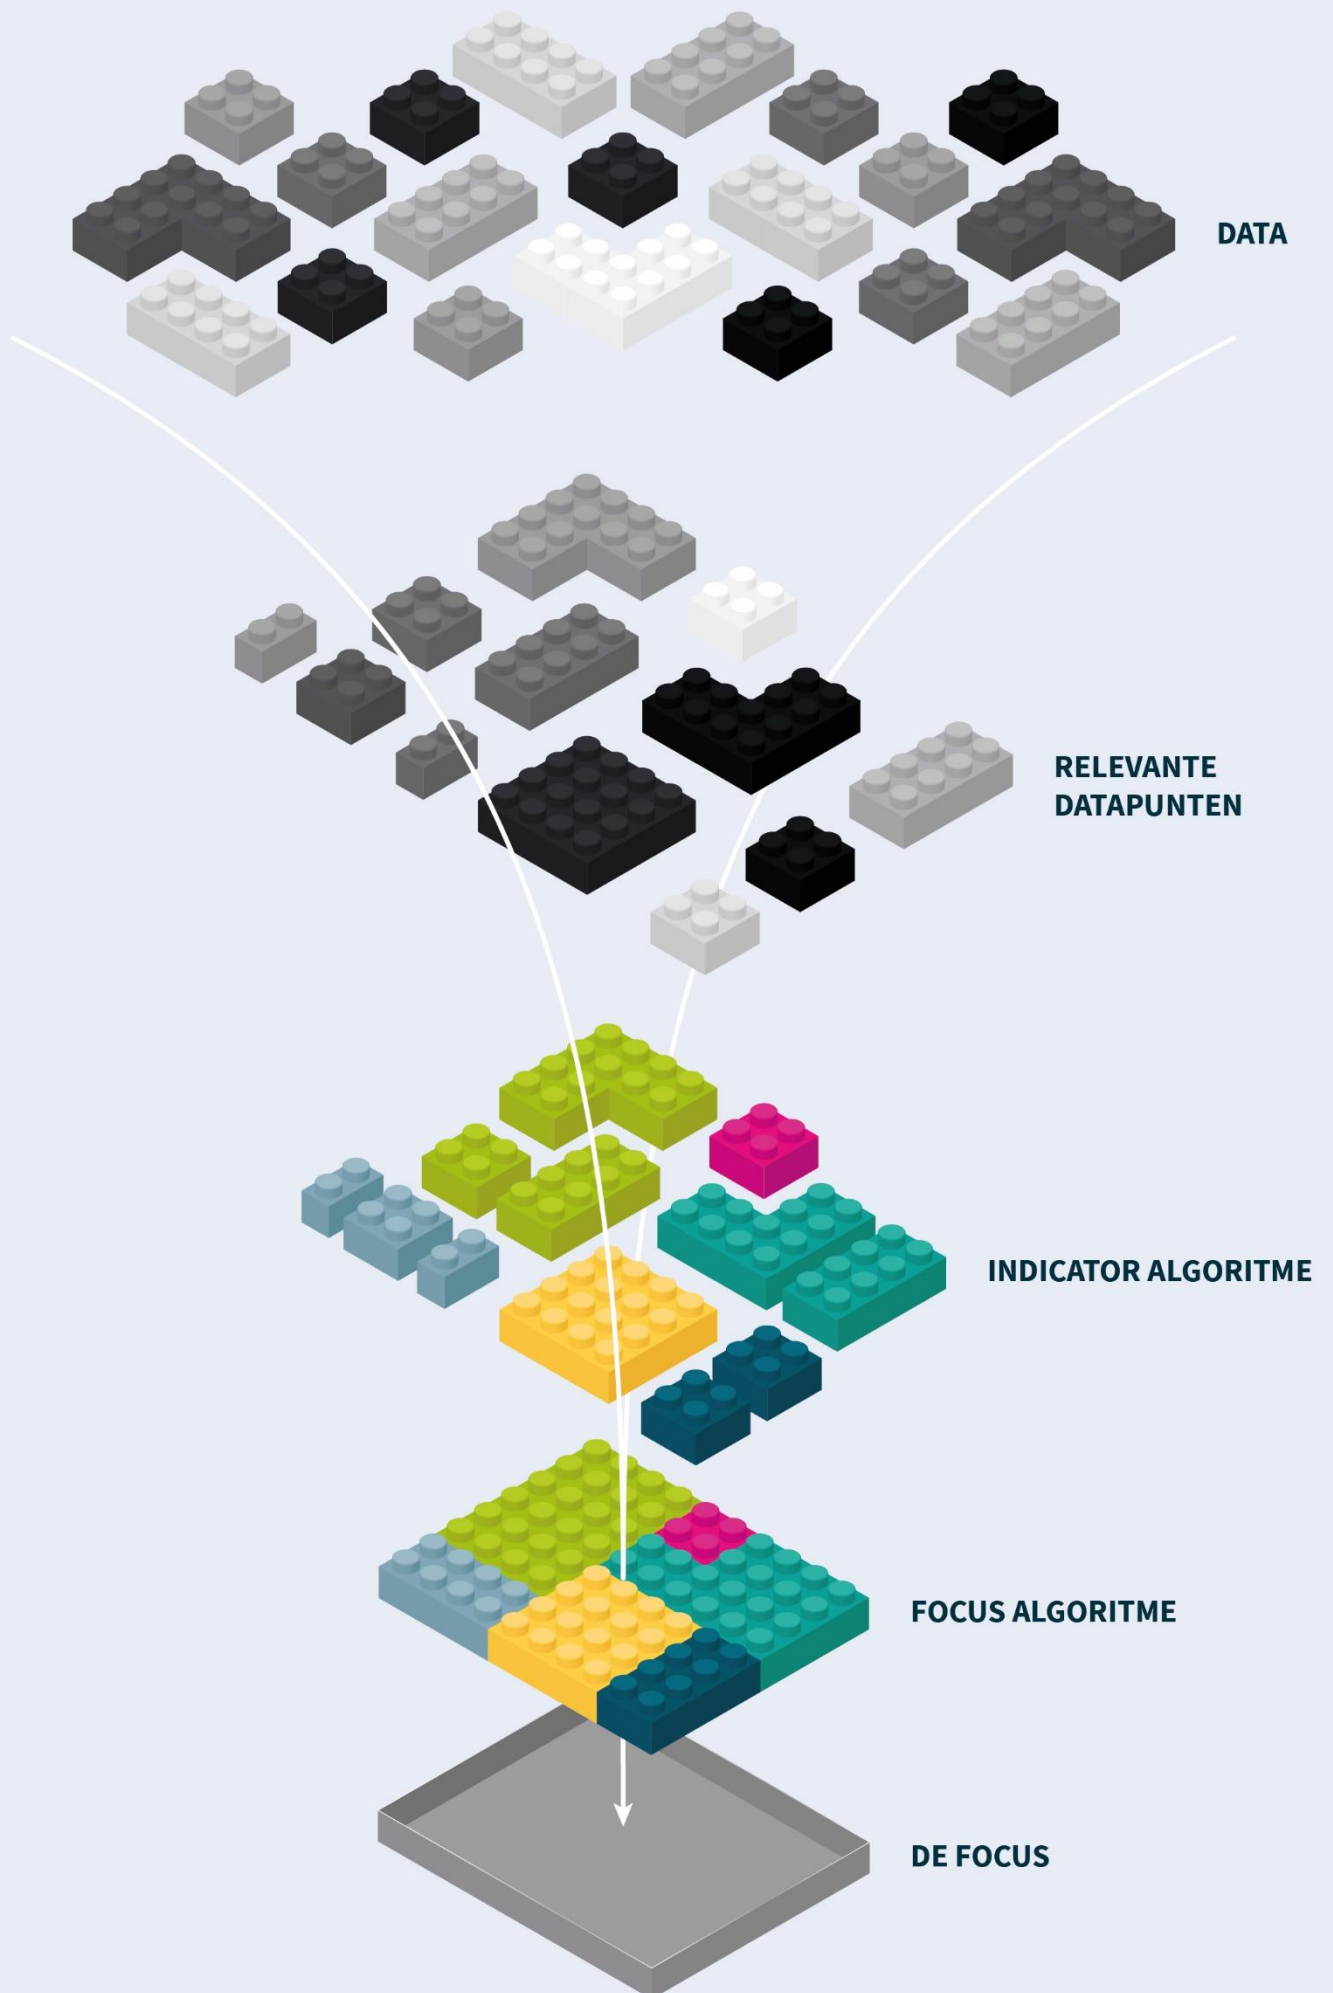 DATA
RELEVANTE
DATAPUNTEN
INDICATOR ALGORITME
FOCUS ALGORITME
DE FOCUS